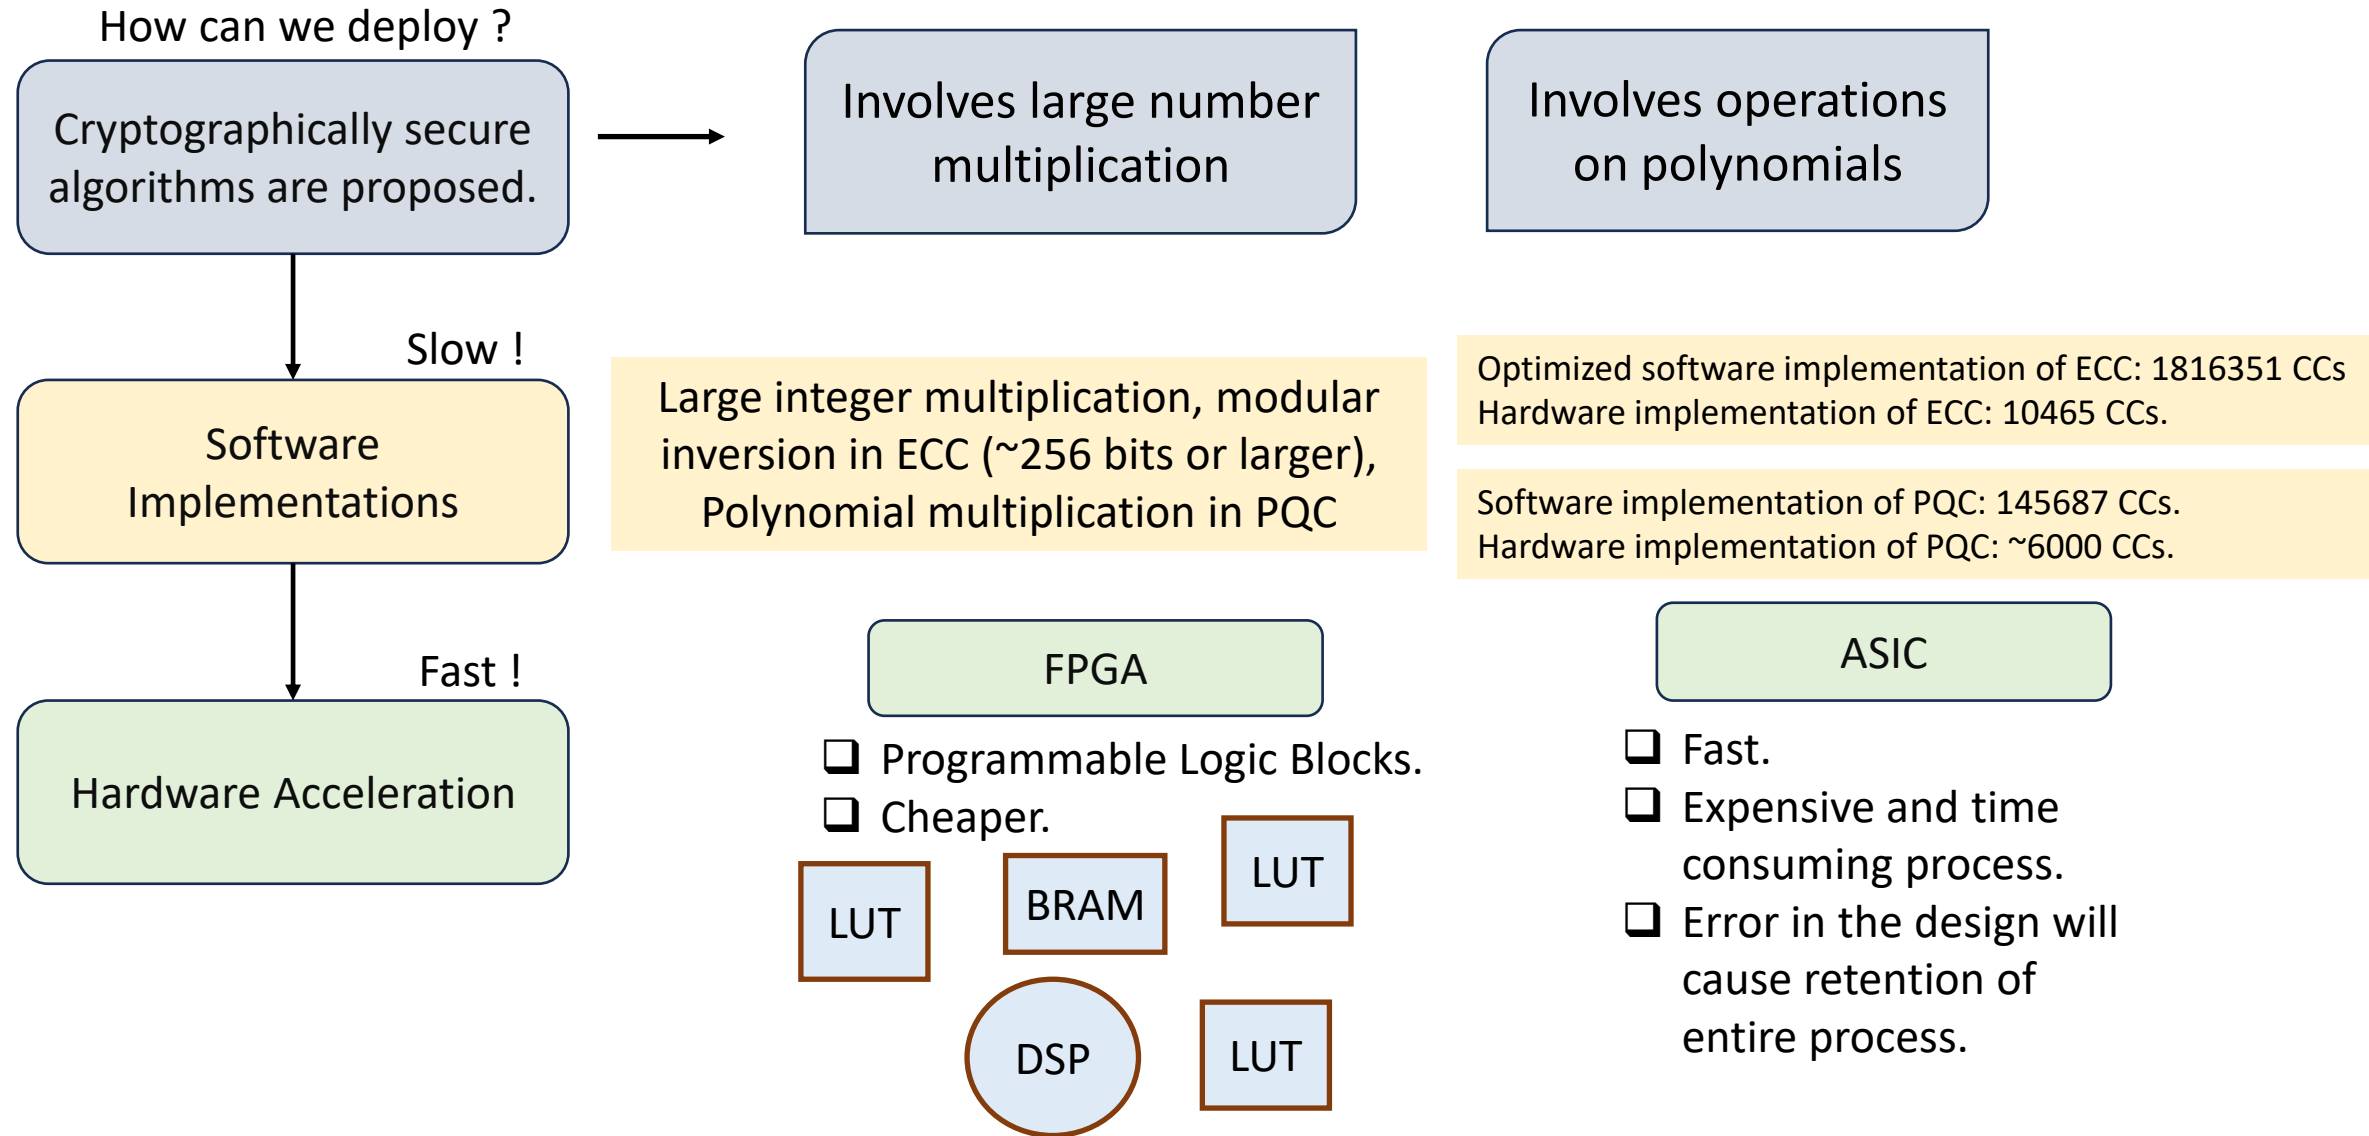 How can we deploy ?
Cryptographically secure
algorithms are proposed.
Involves large number
multiplication
Involves operations
on polynomials
Slow !
Software
Implementations
Large integer multiplication, modular
inversion in ECC (~256 bits or larger),
Polynomial multiplication in PQC
Optimized software implementation of ECC: 1816351 CCs
Hardware implementation of ECC: 10465 CCs.
Software implementation of PQC: 145687 CCs.
Hardware implementation of PQC: ~6000 CCs.
Fast !
Hardware Acceleration
FPGA
❑ Programmable Logic Blocks.
❑ Cheaper.
LUT
BRAM
LUT
DSP
LUT
ASIC
❑ Fast.
❑ Expensive and time
consuming process.
❑ Error in the design will
cause retention of
entire process.